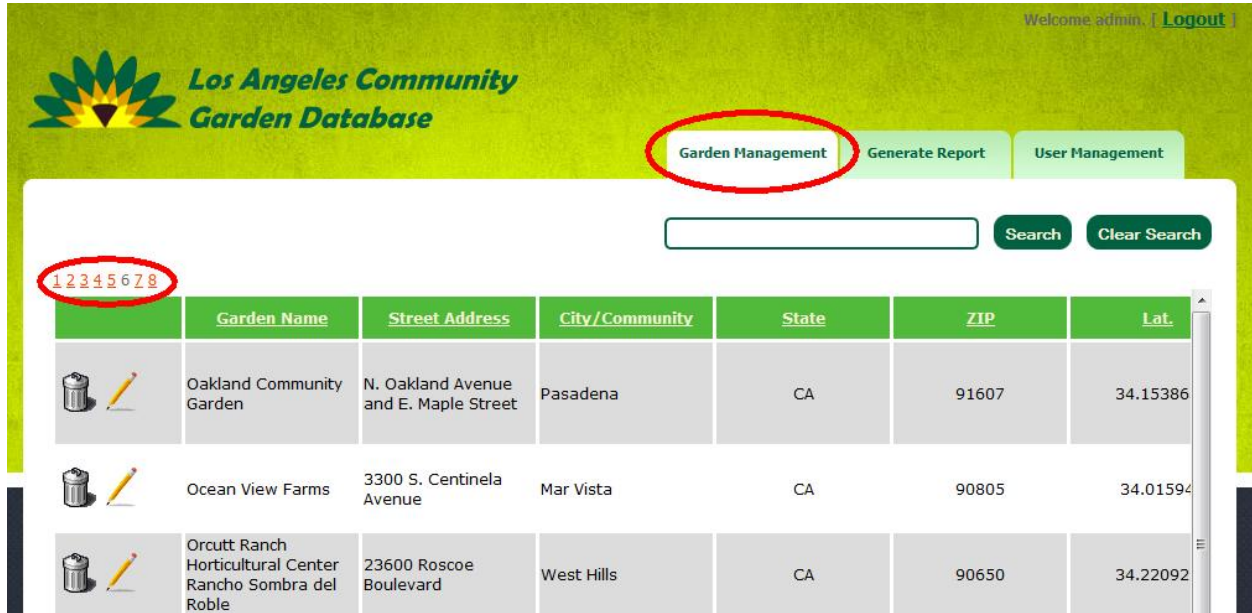 Welcome admin. [ Logout ]
Los Angeles Community
Garden Database
Garden Management
Generate Report
User Management
Search
Clear Search
1 2 3 4 5 6 7 8
Garden Name Street Address City/Community State ZIP Lat.
Oakland Community
Garden
N. Oakland Avenue
and E. Maple Street
Pasadena
CA
91607
34.15386
Ocean View Farms
3300 S. Centinela
Avenue
Mar Vista
CA
90805
34.01594
Orcutt Ranch
Horticultural Center
Rancho Sombra del
Roble
23600 Roscoe
Boulevard
West Hills
CA
90650
34.22092